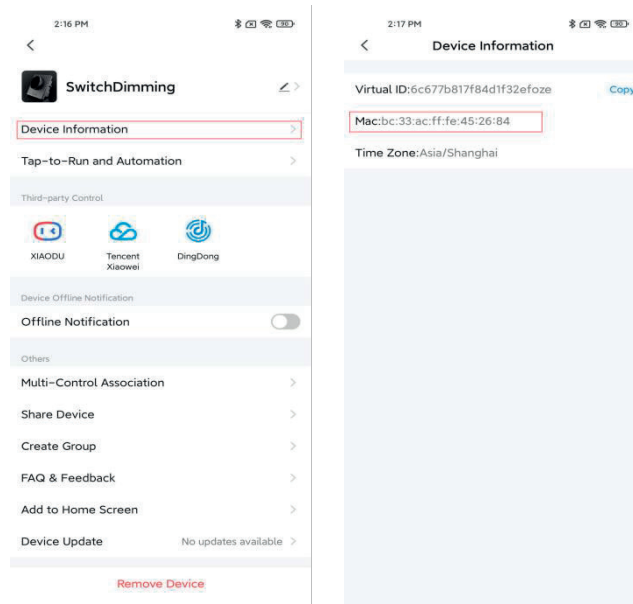 2:16 PM
30
SwitchDimming
Device Information
Tap-to-Run and Automation
Third-party Control
XIAODU
Tencent
Xiaowei
DingDong
Device Offline Notification
Offline Notification
Others
Multi-Control Association
Share Device
Create Group
FAQ & Feedback
Add to Home Screen
Device Update
No updates available
Remove Device
2:17 PM
30
Device Information
Virtual ID:6c677b817f84d1f32efoze
Copy
Mac:bc:33:ac:ff:fe:45:26:84
Time Zone:Asia/Shanghai